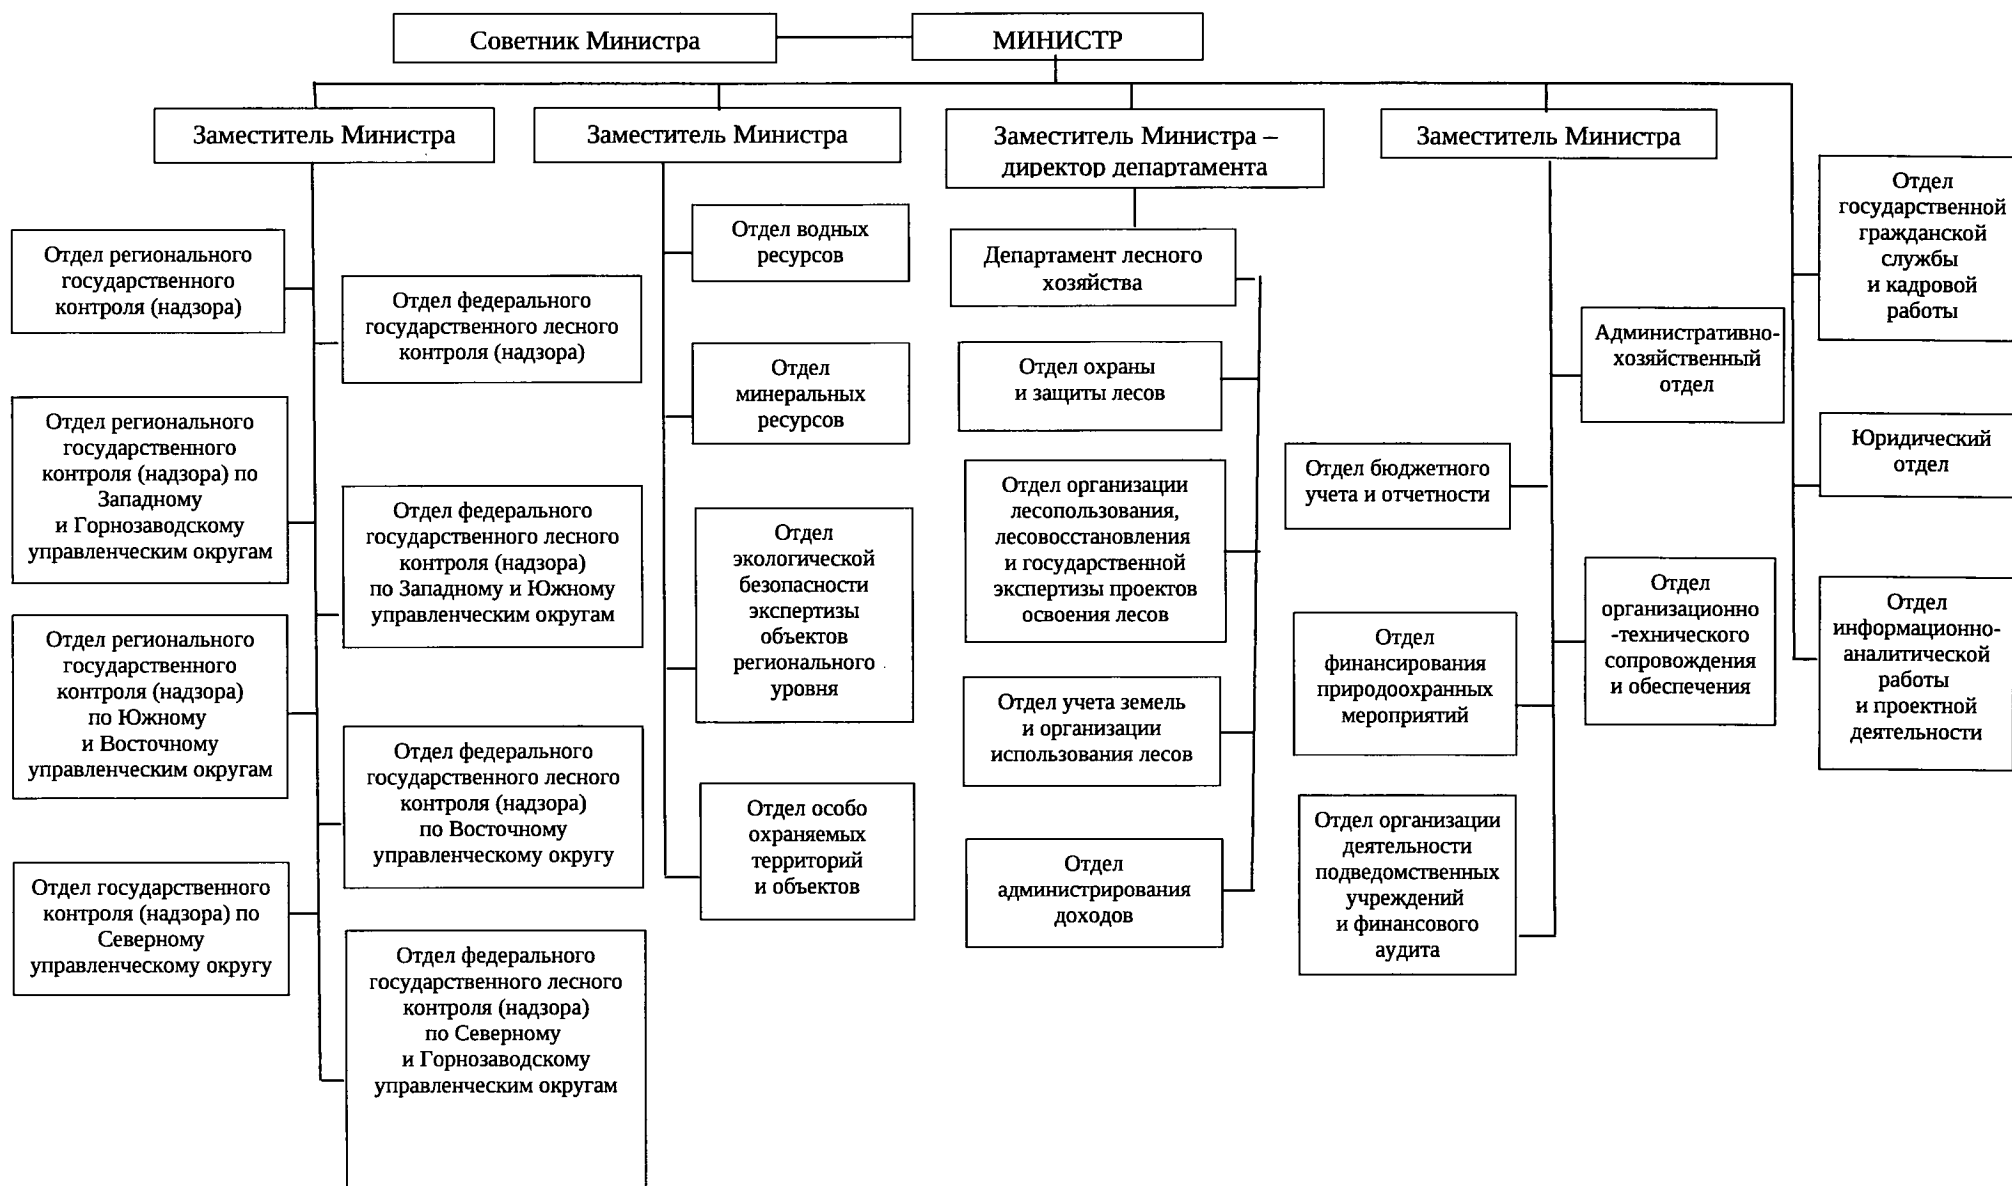 Советник Министра
МИНИСТР
Заместитель Министра
Заместитель Министра
Заместитель Министра –
директор департамента
Заместитель Министра
Отдел регионального
государственного
контроля (надзора)
Отдел регионального
государственного
контроля (надзора) по
Западному
и Горнозаводскому
управленческим округам
Отдел регионального
государственного
контроля (надзора)
по Южному
и Восточному
управленческим округам
Отдел государственного
контроля (надзора) по
Северному
управленческому округу
Отдел федерального
государственного лесного
контроля (надзора)
Отдел федерального
государственного лесного
контроля (надзора)
по Западному и Южному
управленческим округам
Отдел федерального
государственного лесного
контроля (надзора)
по Восточному
управленческому округу
Отдел федерального
государственного лесного
контроля (надзора)
по Северному
и Горнозаводскому
управленческим округам
Отдел водных
ресурсов
Отдел
минеральных
ресурсов
Отдел
экологической
безопасности
экспертизы
объектов
регионального
уровня
Отдел особо
охраняемых
территорий
и объектов
Департамент лесного
хозяйства
Отдел охраны
и защиты лесов
Отдел организации
лесопользования,
лесовосстановления
и государственной
экспертизы проектов
освоения лесов
Отдел учета земель
и организации
использования лесов
Отдел
администрирования
доходов
Отдел бюджетного
учета и отчетности
Отдел
финансирования
природоохранных
мероприятий
Отдел организации
деятельности
подведомственных
учреждений
и финансового
аудита
Административно-
хозяйственный
отдел
Отдел
организационно
-технического
сопровождения
и обеспечения
Отдел
государственной
гражданской
службы
и кадровой
работы
Юридический
отдел
Отдел
информационно-
аналитической
работы
и проектной
деятельности